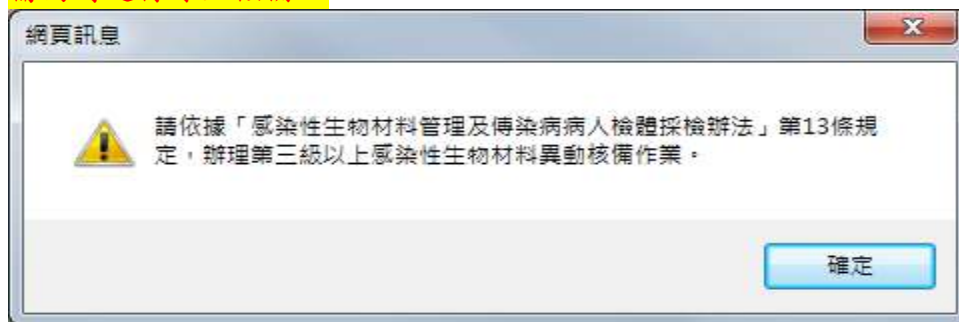 網頁訊息
請依據「感染性生物材料管理及傳染病病人檢體採檢辦法」第13條規
定，辦理第三級以上感染性生物材料異動核備作業。
確定